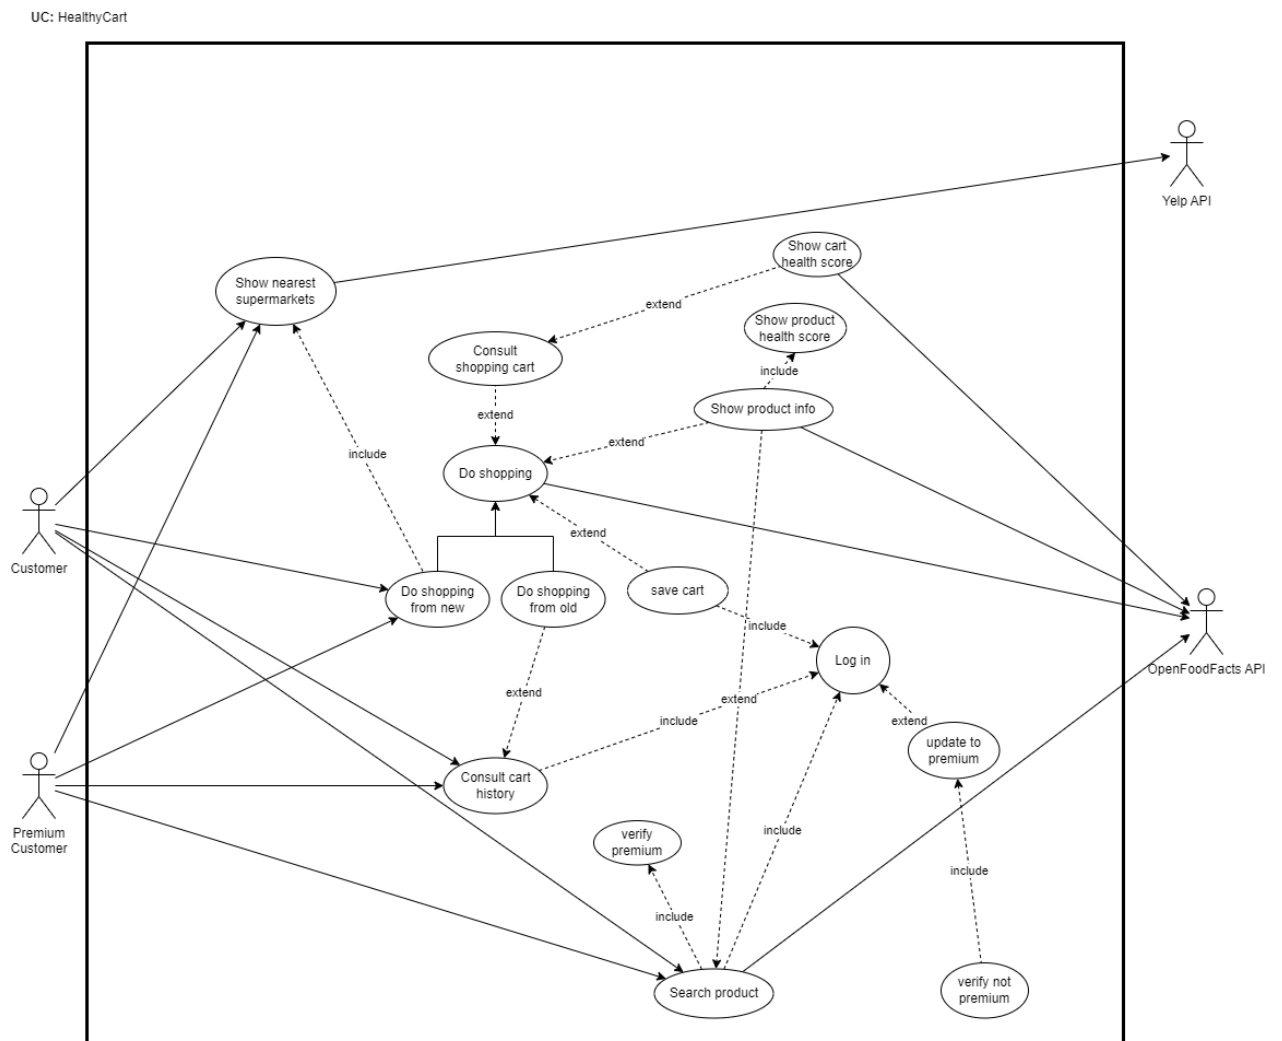 UC: HealthyCart
Yelp API
Show cart
health score
Show nearest
supermarkets
extend
Show product
health score
Consult
shopping cart
include
Show product info
extend
extend
include
Do shopping
extend
Customer
Do shopping
from new
Do shopping
from old
save cart
include
Log in
OpenFoodFacts API
extend
extend
include
extend
update to
premium
Consult cart
history
Premium
Customer
verify
premium
include
include
include
verify not
premium
Search product